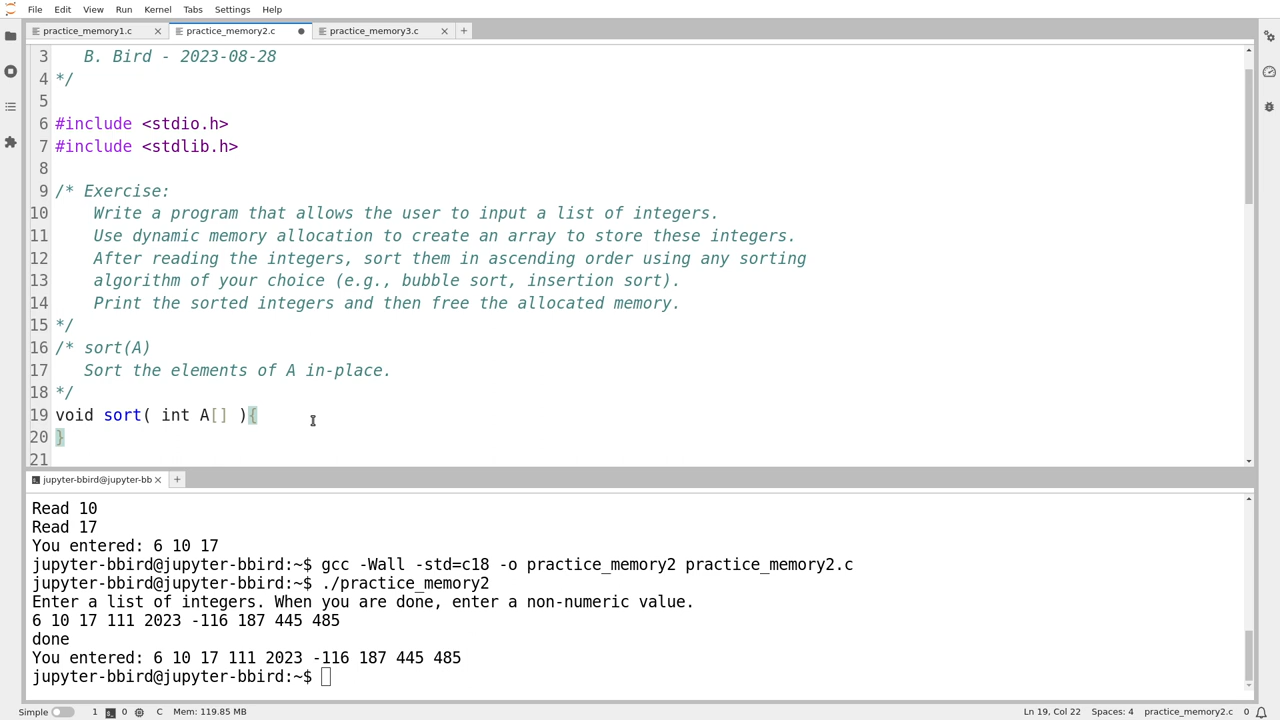 File Edit View Run Kernel Tabs Settings Help
practice_memory1.c practice_memory2.c practice_memory3.c
3 B. Bird - 2023-08-28
4 */
5
6 #include <stdio.h>
7 #include <stdlib.h>
8
9 /* Exercise:
10 Write a program that allows the user to input a list of integers.
11 Use dynamic memory allocation to create an array to store these integers.
12 After reading the integers, sort them in ascending order using any sorting
13 algorithm of your choice (e.g., bubble sort, insertion sort).
14 Print the sorted integers and then free the allocated memory.
15 */
16 /* sort(A)
17 Sort the elements of A in-place.
18 */
19 void sort( int A[] ){
20 }
21
jupyter-bbird@jupyter-bb
Read 10
Read 17
You entered: 6 10 17
jupyter-bbird@jupyter-bbird:~$ gcc -Wall -std=c18 -o practice_memory2 practice_memory2.c
jupyter-bbird@jupyter-bbird:~$ ./practice_memory2
Enter a list of integers. When you are done, enter a non-numeric value.
6 10 17 111 2023 -116 187 445 485
done
You entered: 6 10 17 111 2023 -116 187 445 485
jupyter-bbird@jupyter-bbird:~$
Simple 1 0 C Mem: 119.85 MB Ln 19, Col 22 Spaces: 4 practice_memory2.c 0